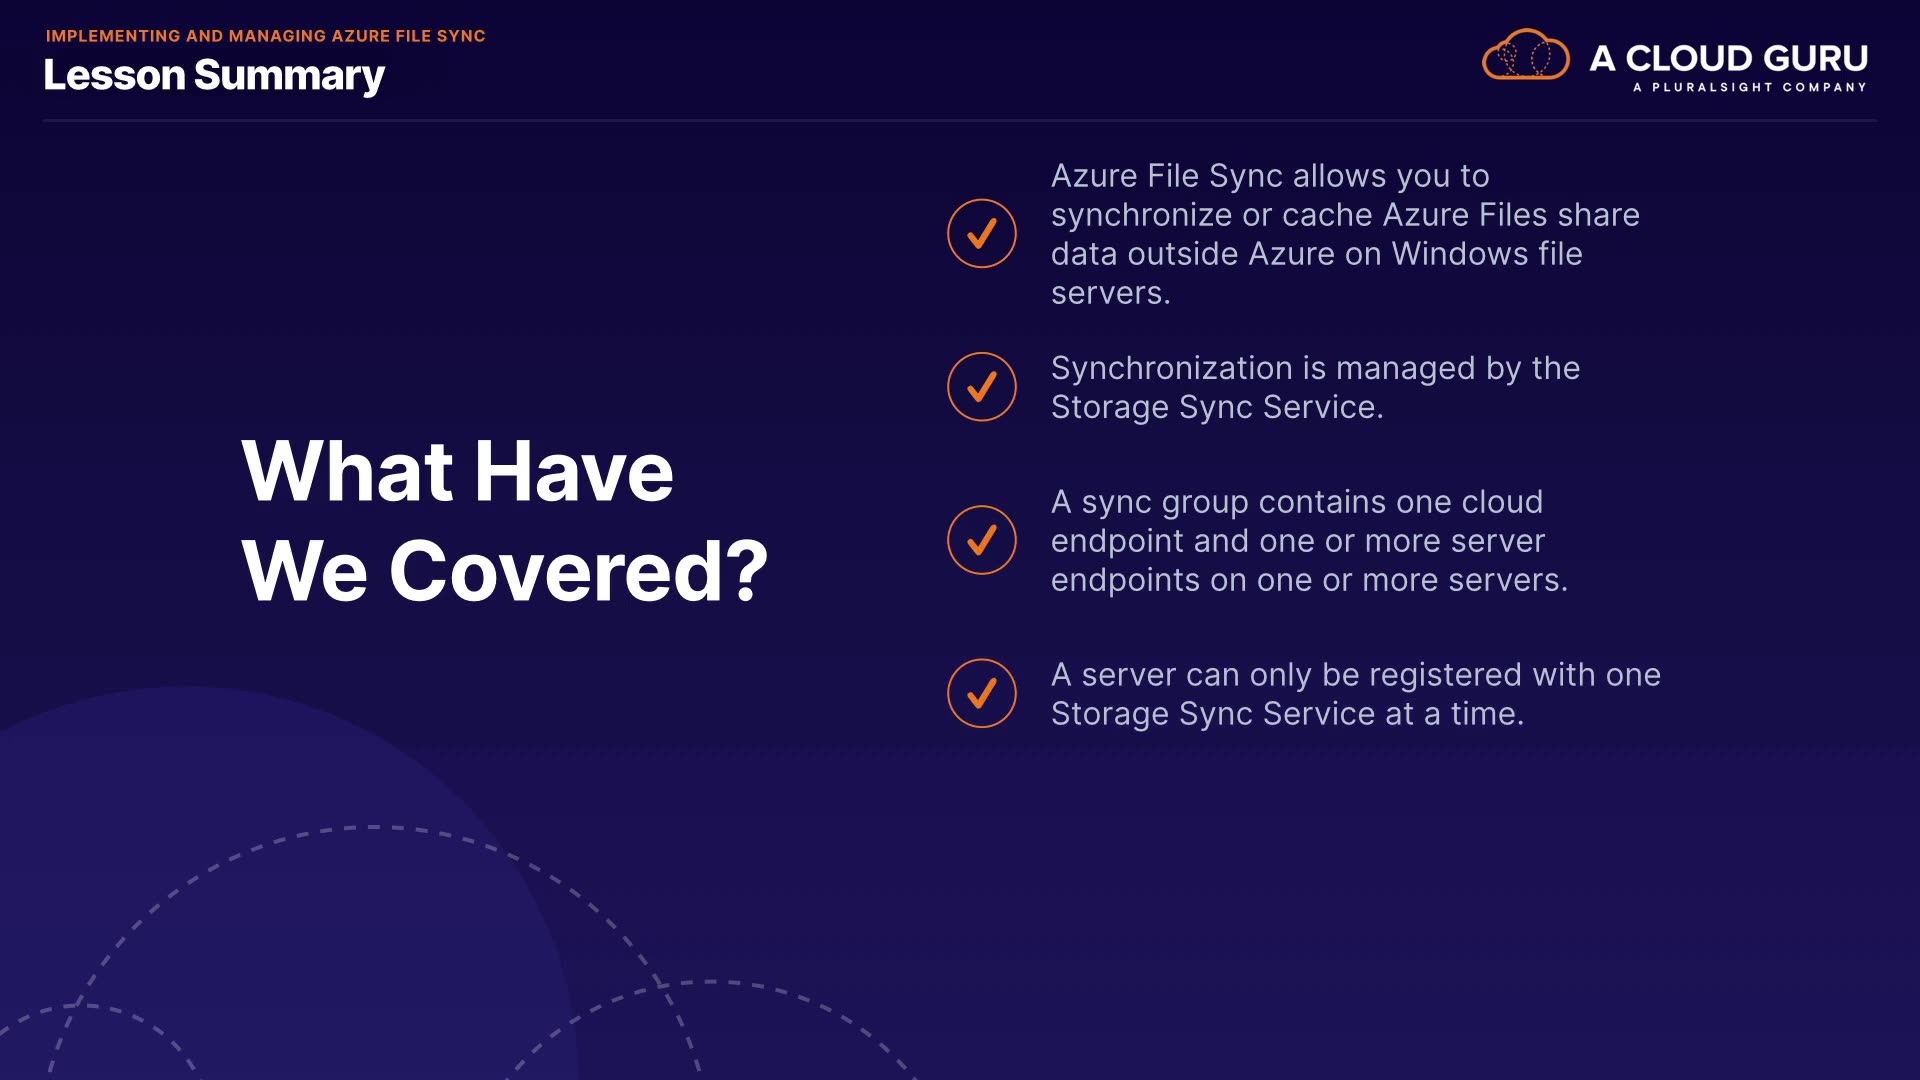 IMPLEMENTING AND MANAGING AZURE FILE SYNC
Lesson Summary
A CLOUD GURU
A PLURALSIGHT COMPANY
What Have
We Covered?
Azure File Sync allows you to
synchronize or cache Azure Files share
data outside Azure on Windows file
servers.
Synchronization is managed by the
Storage Sync Service.
A sync group contains one cloud
endpoint and one or more server
endpoints on one or more servers.
A server can only be registered with one
Storage Sync Service at a time.